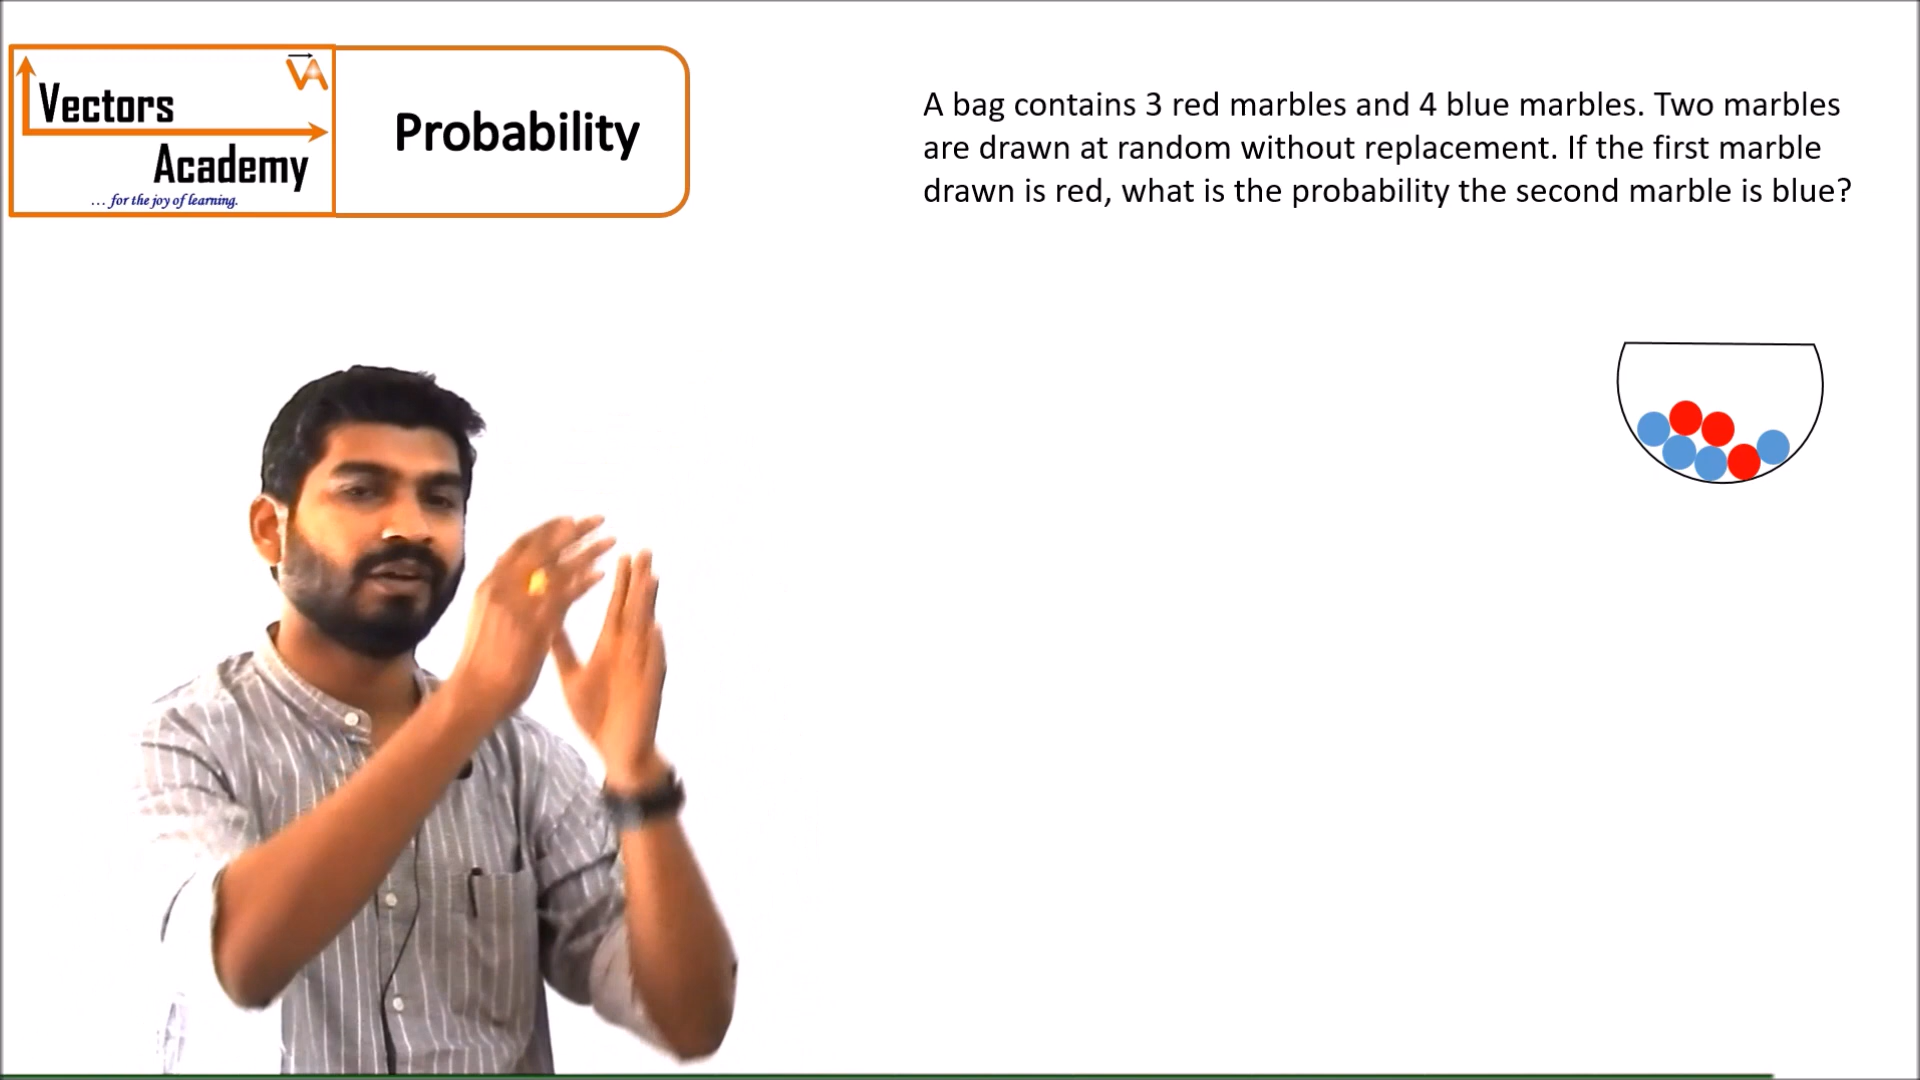 Vectors
Academy
... for the joy of learning.
VA
Probability
A bag contains 3 red marbles and 4 blue marbles. Two marbles
are drawn at random without replacement. If the first marble
drawn is red, what is the probability the second marble is blue?